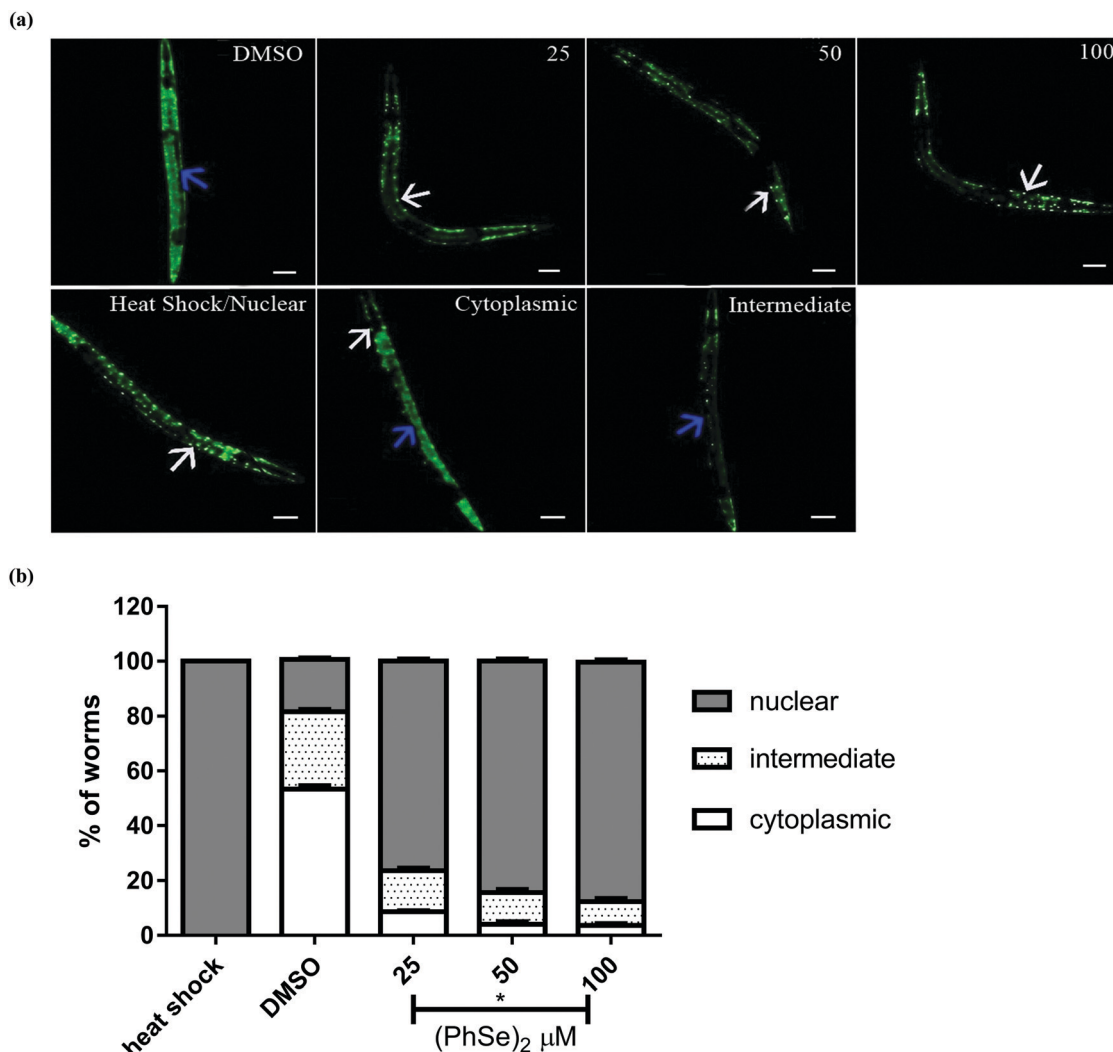 (a)
DMSO
25
50
100
Heat Shock/Nuclear
Cytoplasmic
Intermediate
(b)
120
100
80
60
40
20
0
% of worms
heat shock
DMSO
25
50
100
*
(PhSe)2 μM
nuclear
intermediate
cytoplasmic